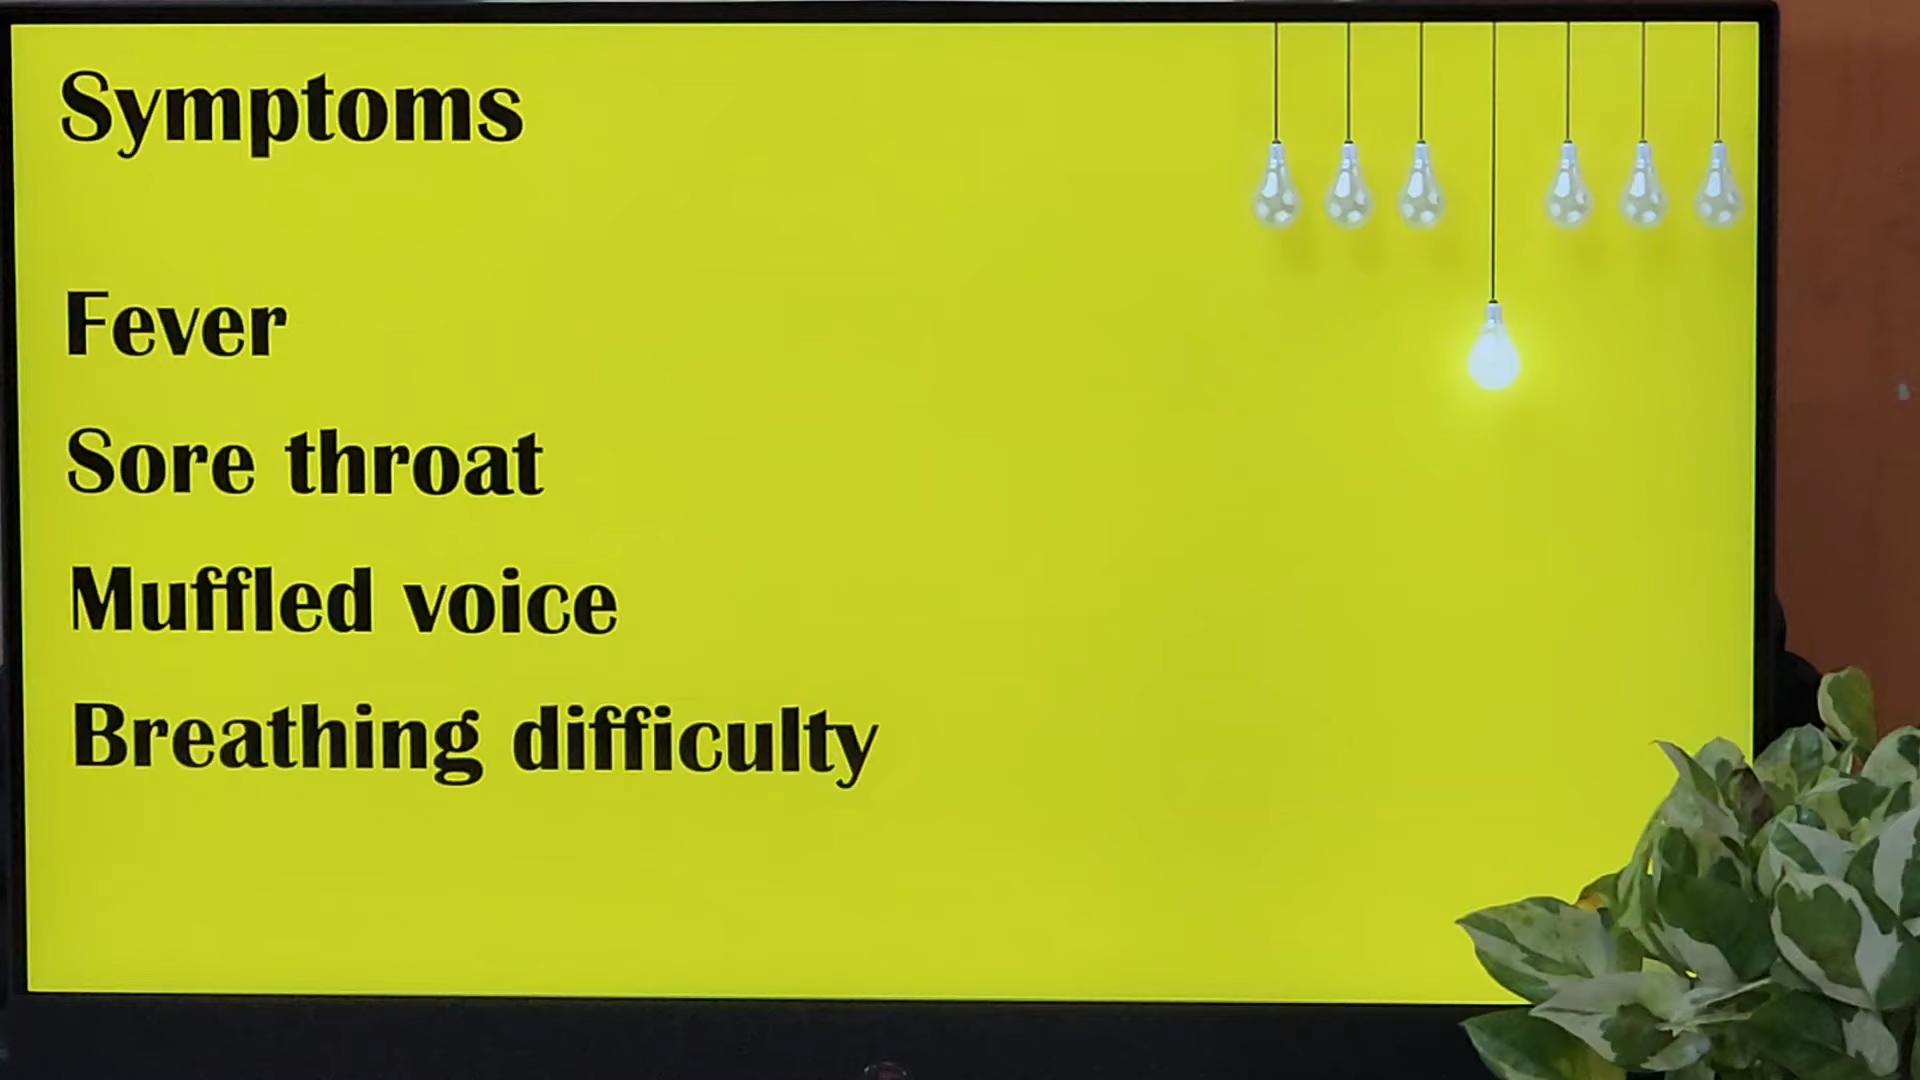 Symptoms
Fever
Sore throat
Muffled voice
Breathing difficulty